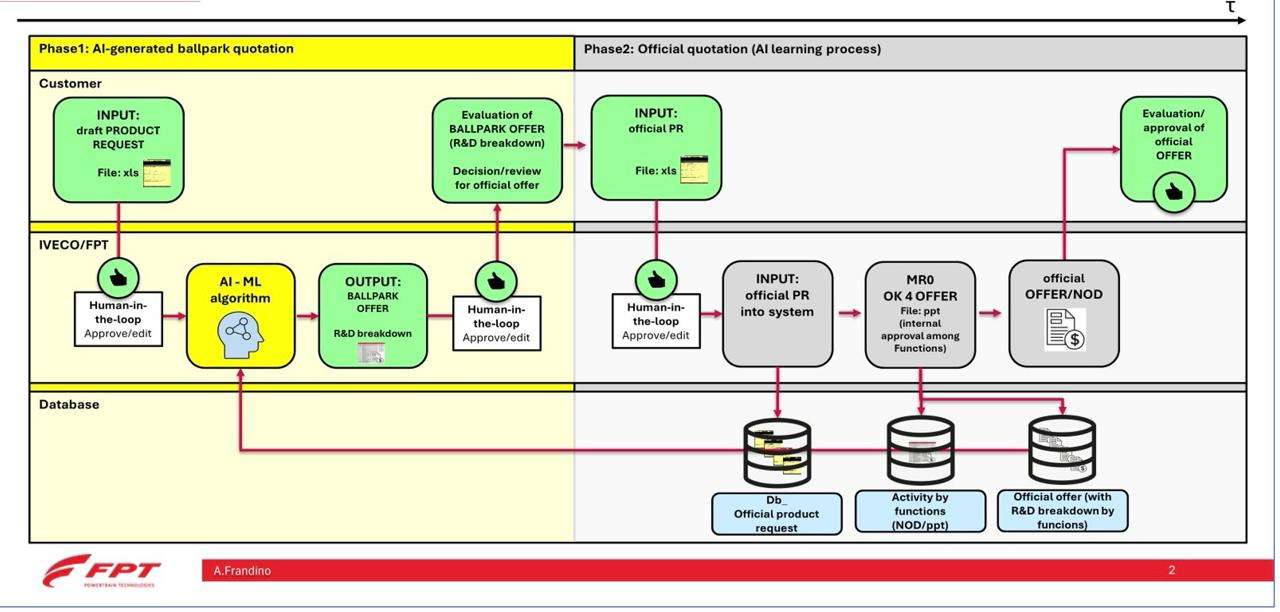 τ
Phase1: AI-generated ballpark quotation
Phase2: Official quotation (AI learning process)
Customer
INPUT:
draft PRODUCT
REQUEST
File: xls
Evaluation of
BALLPARK OFFER
(R&D breakdown)
Decision/review
for official offer
INPUT:
official PR
File: xls
Evaluation/
approval of
official
OFFER
IVECO/FPT
Human-in-
the-loop
Approve/edit
AI - ML
algorithm
OUTPUT:
BALLPARK
OFFER
R&D breakdown
Human-in-
the-loop
Approve/edit
Human-in-
the-loop
Approve/edit
INPUT:
official PR
into system
MR0
OK 4 OFFER
File: ppt
(internal
approval among
Functions)
official
OFFER/NOD
$
Database
Db_
Official product
request
Activity by
functions
(NOD/ppt)
Official offer (with
R&D breakdown by
funcions)
FPT
POWERTRAIN TECHNOLOGIES
A.Frandino
2